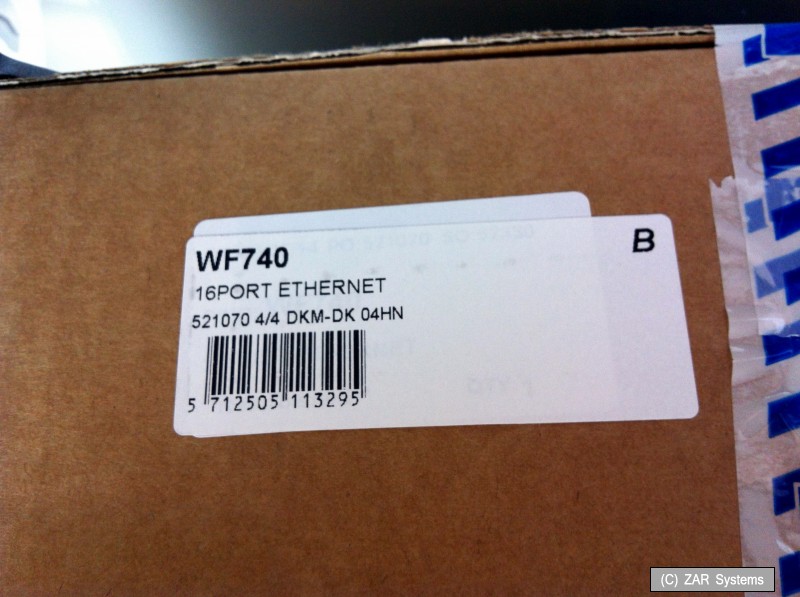 WF740
B
16PORT ETHERNET
521070 4/4 DKM-DK 04HN
5 712505 113295
(C) ZAR Systems